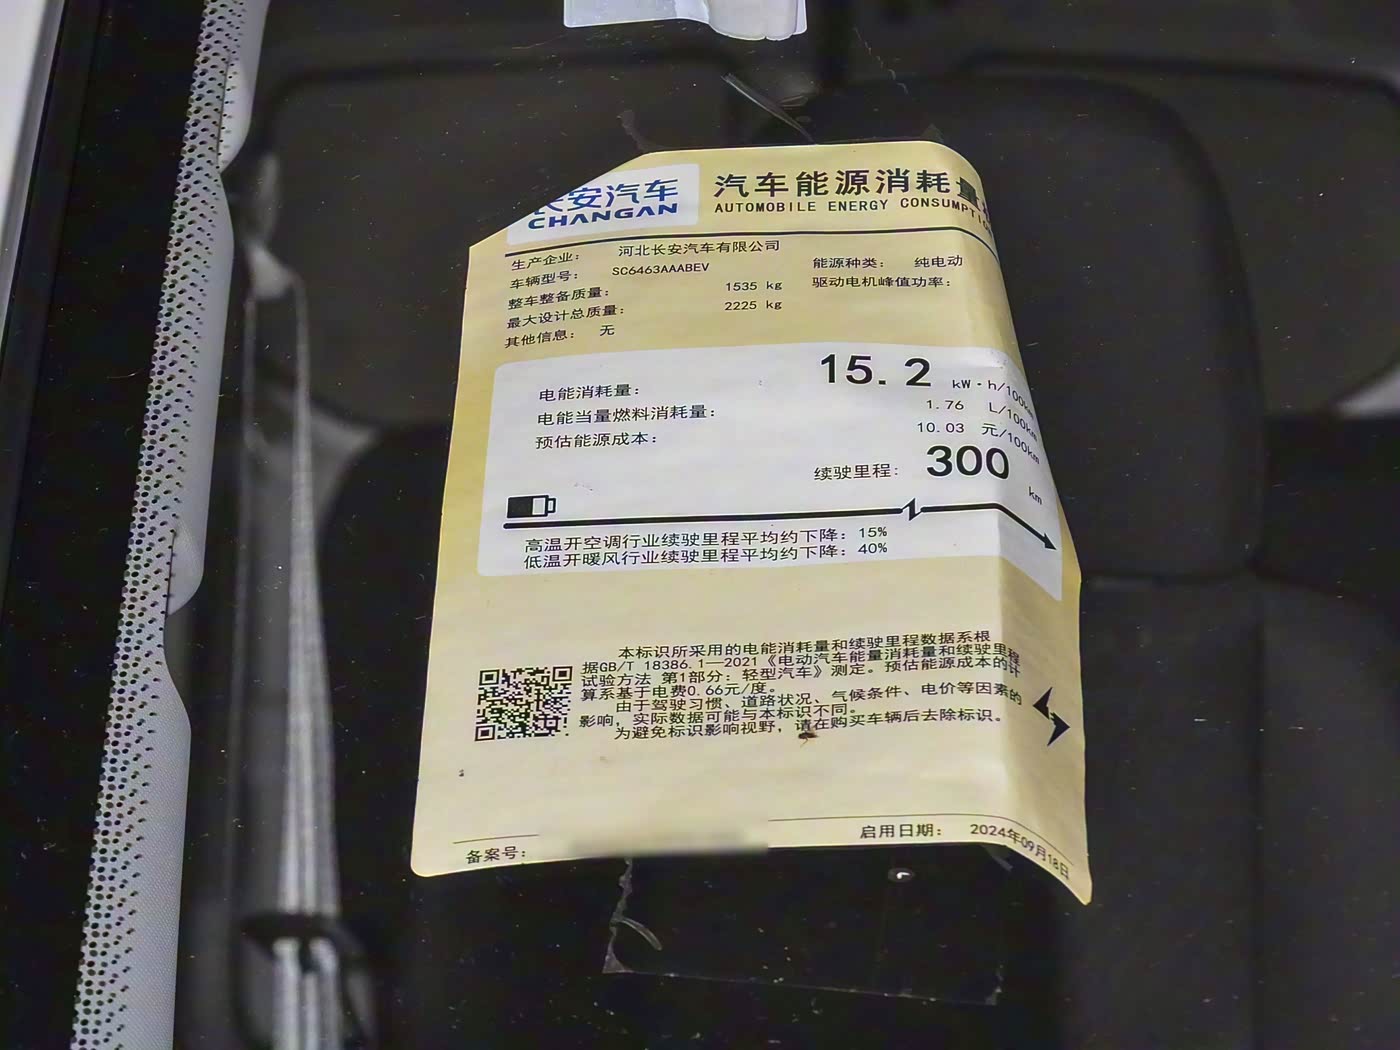 长安汽车
CHANGAN
汽车能源消耗量
AUTOMOBILE ENERGY CONSUMPTIO
生产企业: 河北长安汽车有限公司
车辆型号: SC6463AAABEV
能源种类: 纯电动
整车整备质量: 1535 kg
驱动电机峰值功率:
最大设计总质量: 2225 kg
其他信息: 无
电能消耗量: 15.2 kW·h/100km
电能当量燃料消耗量: 1.76 L/100km
预估能源成本: 10.03 元/100km
续驶里程: 300 km
高温开空调行业续驶里程平均约下降: 15%
低温开暖风行业续驶里程平均约下降: 40%
本标识所采用的电能消耗量和续驶里程数据系根
据GB/T 18386.1—2021《电动汽车能量消耗量和续驶里程
试验方法 第1部分: 轻型汽车》测定。预估能源成本的计
算系基于电费0.66元/度。
由于驾驶习惯、道路状况、气候条件、电价等因素的
影响, 实际数据可能与本标识不同。
为避免标识影响视野, 请在购买车辆后去除标识。
备案号:
启用日期: 2024年09月18日